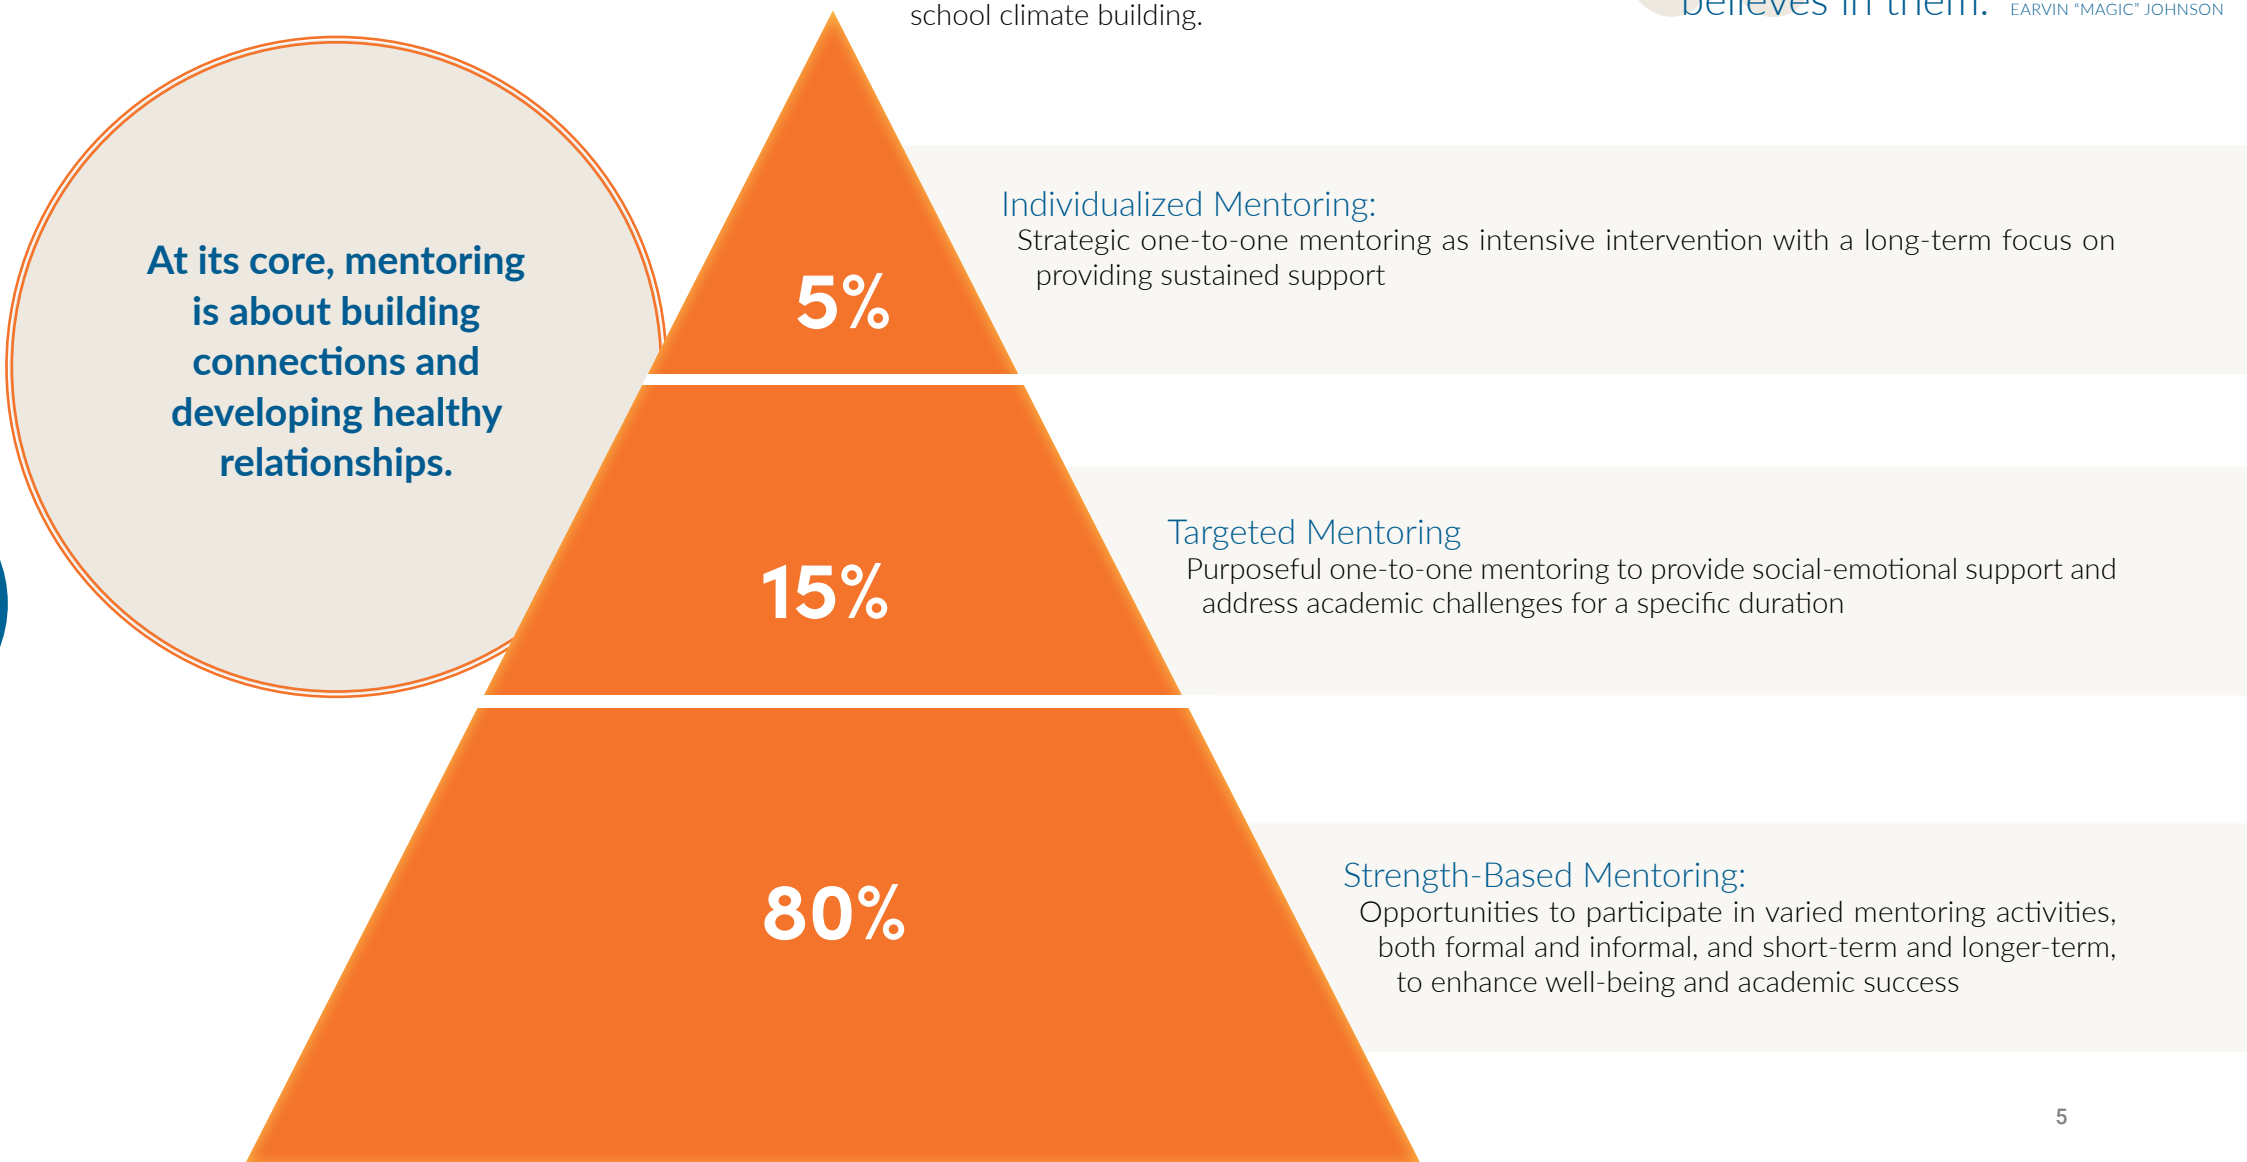 school climate building.
believes in them. EARVIN “MAGIC” JOHNSON
At its core, mentoring
is about building
connections and
developing healthy
relationships.
5%
Individualized Mentoring:
Strategic one-to-one mentoring as intensive intervention with a long-term focus on
providing sustained support
15%
Targeted Mentoring
Purposeful one-to-one mentoring to provide social-emotional support and
address academic challenges for a specific duration
80%
Strength-Based Mentoring:
Opportunities to participate in varied mentoring activities,
both formal and informal, and short-term and longer-term,
to enhance well-being and academic success
5